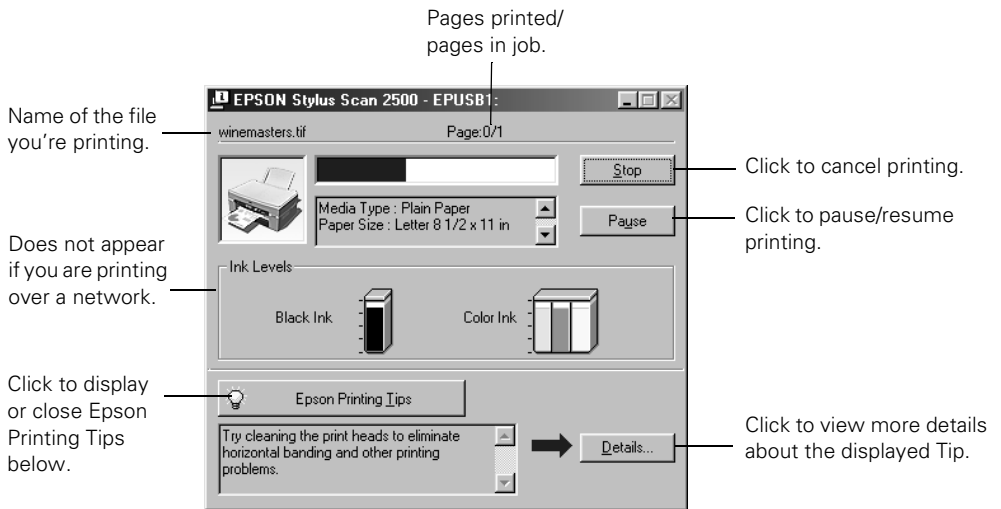 Pages printed/
pages in job.
EPSON Stylus Scan 2500 - EPUSB1:
Name of the file
you're printing.
winemasters.tif
Page:0/1
Stop
Click to cancel printing.
Media Type : Plain Paper
Paper Size : Letter 8 1/2 x 11 in
Pause
Click to pause/resume
printing.
Does not appear
if you are printing
over a network.
Ink Levels
Black Ink
Color Ink
Click to display
or close Epson
Printing Tips
below.
Epson Printing Tips
Try cleaning the print heads to eliminate
horizontal banding and other printing
problems.
Details...
Click to view more details
about the displayed Tip.